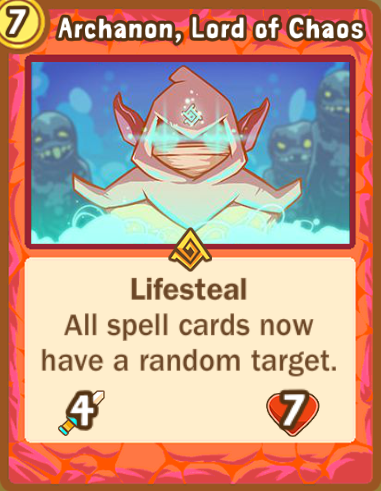 7
Archanon, Lord of Chaos
Lifesteal
All spell cards now
have a random target.
4
7